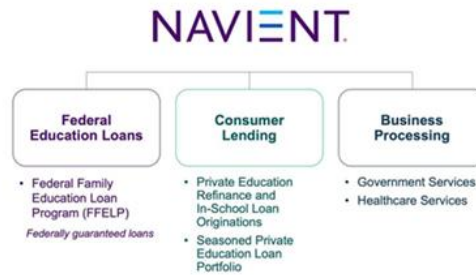 NAVIENT
Federal
Education Loans
• Federal Family
Education Loan
Program (FFELP)
Federally guaranteed loans
Consumer
Lending
• Private Education
Refinance and
In-School Loan
Originations
• Seasoned Private
Education Loan
Portfolio
Business
Processing
• Government Services
• Healthcare Services